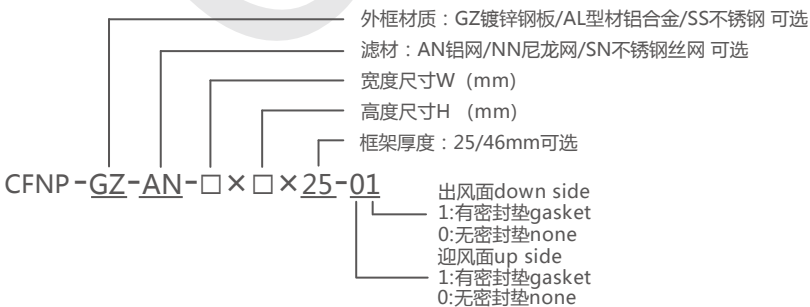 外框材质：GZ镀锌钢板/AL型材铝合金/SS不锈钢 可选
滤材：AN铝网/NN尼龙网/SN不锈钢丝网 可选
宽度尺寸W (mm)
高度尺寸H (mm)
框架厚度：25/46mm可选
CFNP-GZ-AN-□×□×25-01
出风面down side
1:有密封垫gasket
0:无密封垫none
迎风面up side
1:有密封垫gasket
0:无密封垫none